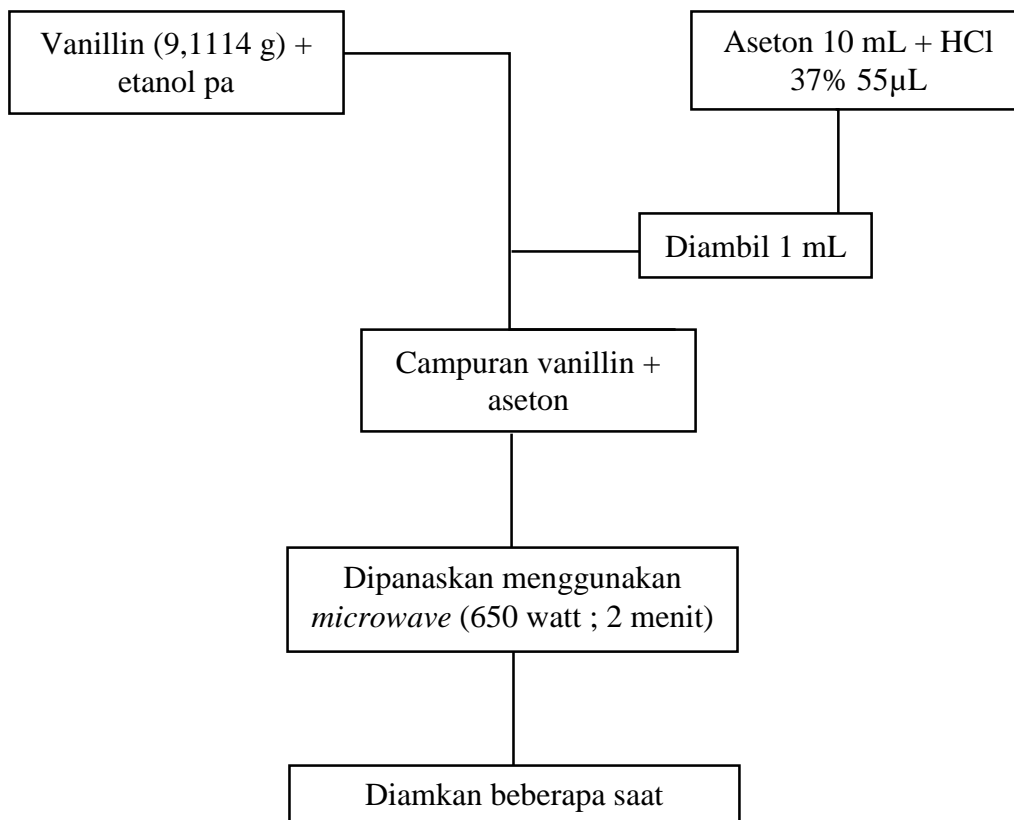 Vanillin (9,1114 g) +
etanol pa
Aseton 10 mL + HCl
37% 55µL
Diambil 1 mL
Campuran vanillin +
aseton
Dipanaskan menggunakan
microwave (650 watt ; 2 menit)
Diamkan beberapa saat